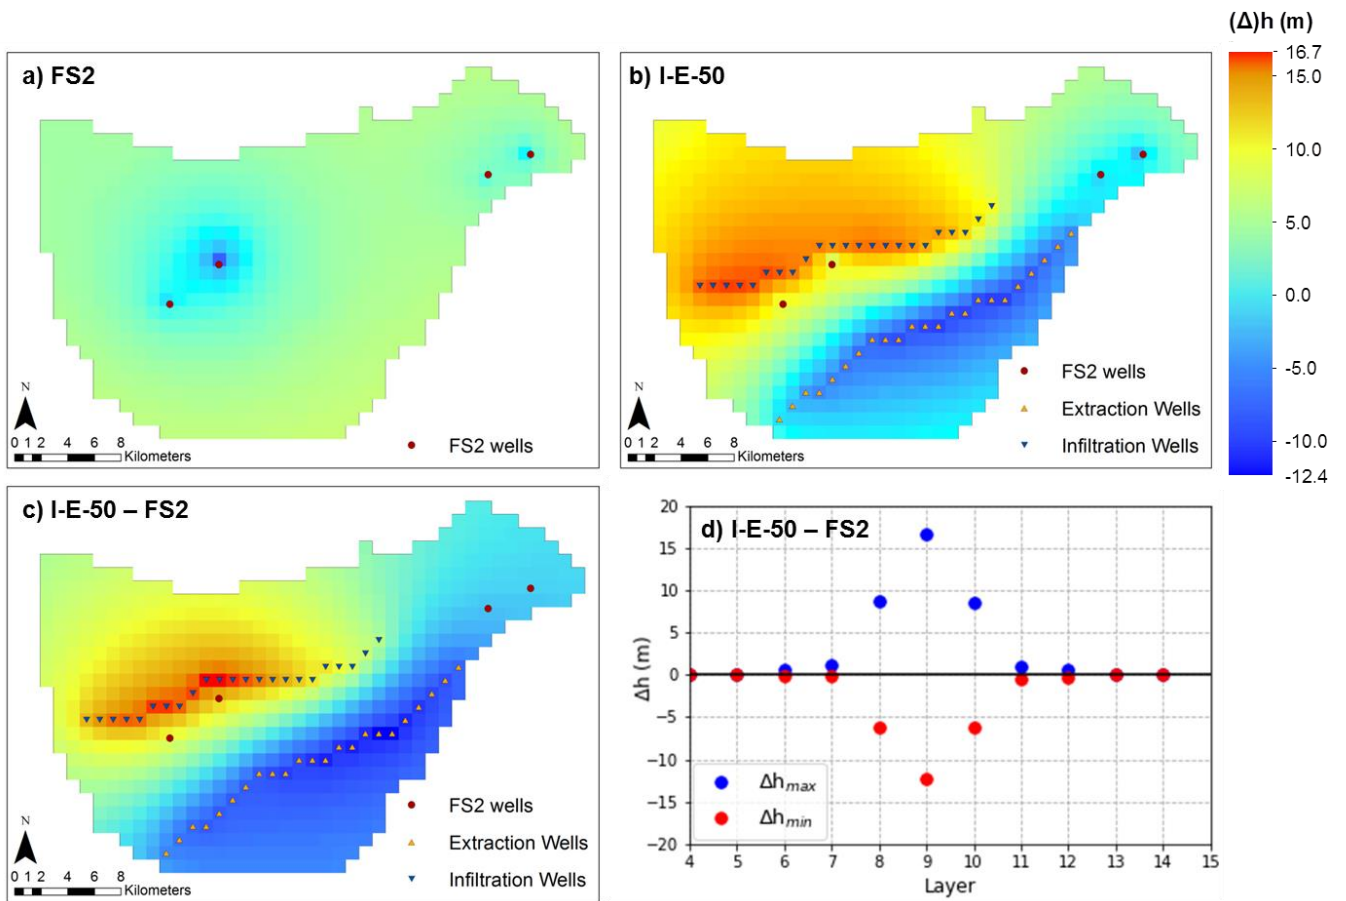 (Δ)h (m)
a) FS2
N
0 1 2 4 6 8
Kilometers
FS2 wells
b) I-E-50
N
0 1 2 4 6 8
Kilometers
FS2 wells
Extraction Wells
Infiltration Wells
16.7
15.0
10.0
5.0
0.0
-5.0
-10.0
-12.4
c) I-E-50 – FS2
N
0 1 2 4 6 8
Kilometers
FS2 wells
Extraction Wells
Infiltration Wells
d) I-E-50 – FS2
20
15
10
5
0
−5
−10
−15
−20
Δh (m)
Δhmax
Δhmin
4 5 6 7 8 9 10 11 12 13 14 15
Layer